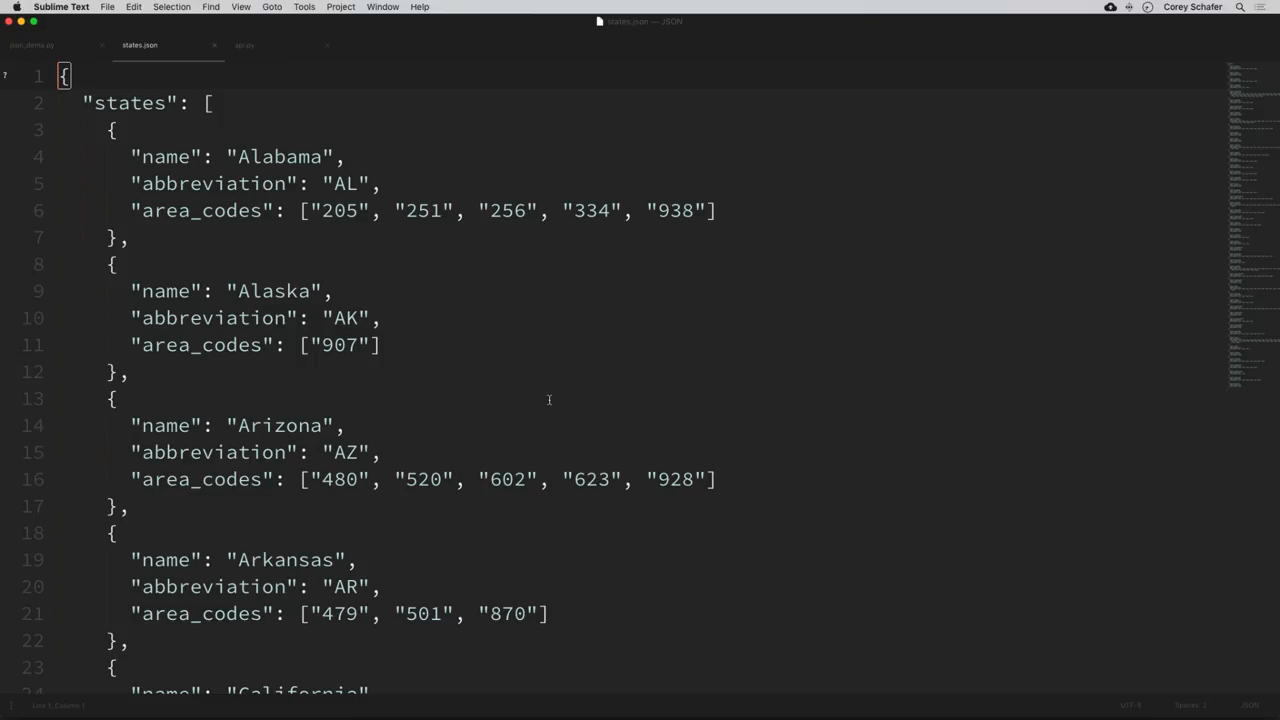 Sublime Text File Edit Selection Find View Goto Tools Project Window Help Corey Schafer
states.json — JSON
json_demo.py states.json api.py
1 {
2 "states": [
3 {
4 "name": "Alabama",
5 "abbreviation": "AL",
6 "area_codes": ["205", "251", "256", "334", "938"]
7 },
8 {
9 "name": "Alaska",
10 "abbreviation": "AK",
11 "area_codes": ["907"]
12 },
13 {
14 "name": "Arizona",
15 "abbreviation": "AZ",
16 "area_codes": ["480", "520", "602", "623", "928"]
17 },
18 {
19 "name": "Arkansas",
20 "abbreviation": "AR",
21 "area_codes": ["479", "501", "870"]
22 },
23 {
24 "name": "California"
Line 1, Column 1 UTF-8 Spaces: 2 JSON